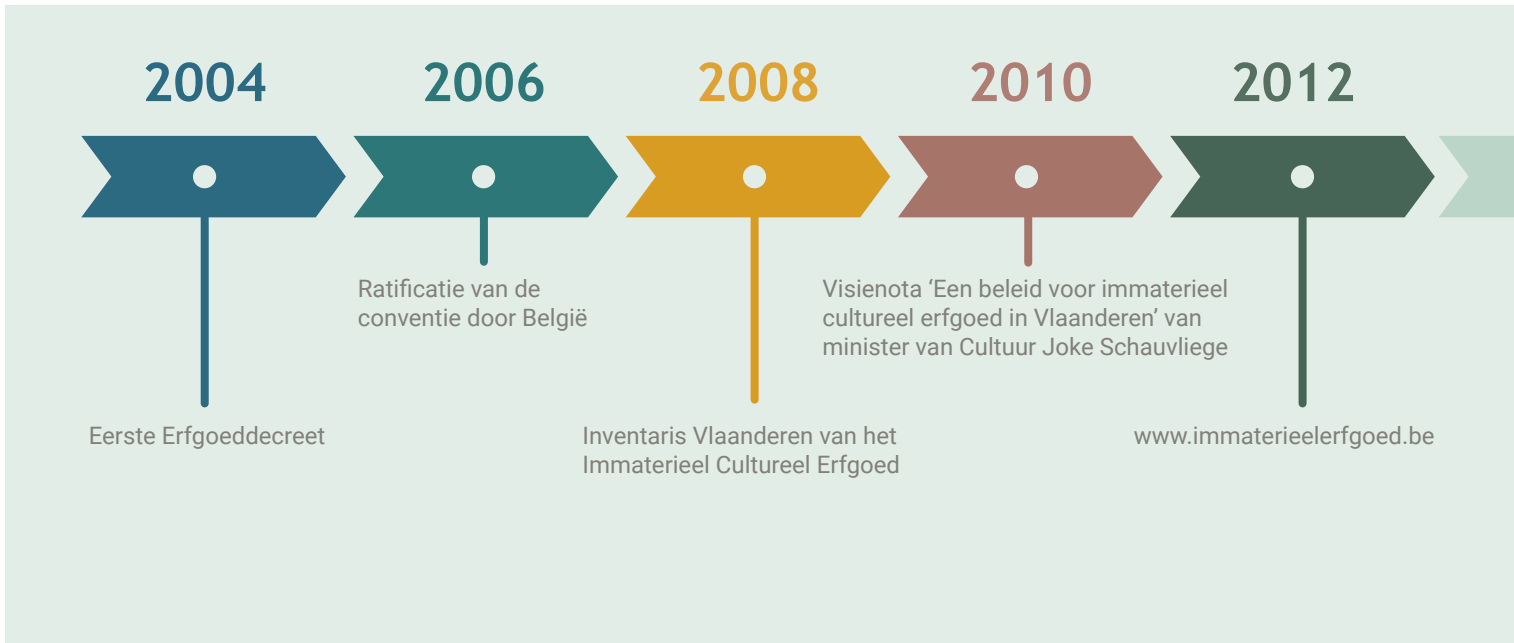 2004
2006
2008
2010
2012
Ratificatie van de
conventie door België
Visienota ‘Een beleid voor immaterieel
cultureel erfgoed in Vlaanderen’ van
minister van Cultuur Joke Schauvliege
Eerste Erfgoeddecreet
Inventaris Vlaanderen van het
Immaterieel Cultureel Erfgoed
www.immaterieelerfgoed.be